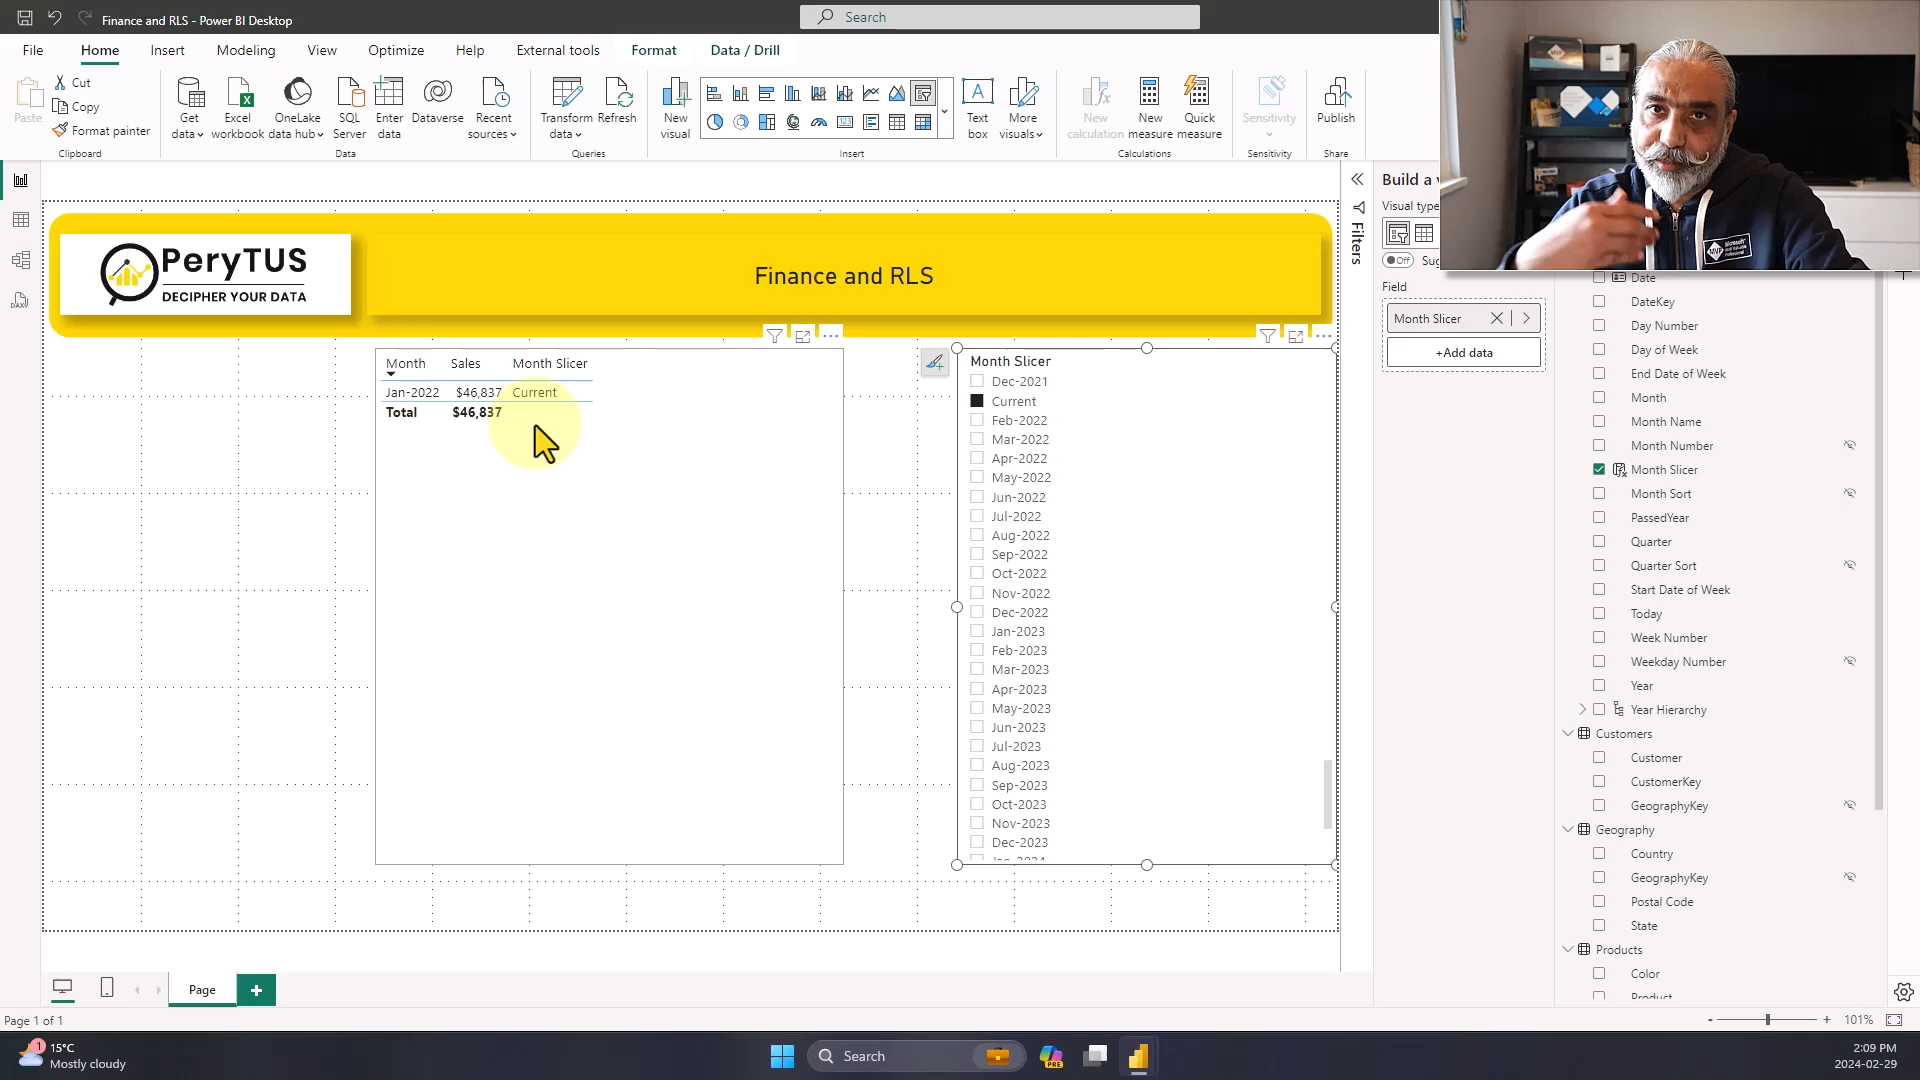 Finance and RLS - Power BI Desktop
Search
File Home Insert Modeling View Optimize Help External tools Format Data / Drill
Paste
Cut
Copy
Format painter
Clipboard
Get data
Excel workbook
OneLake data hub
SQL Server
Enter data
Dataverse
Recent sources
Data
Transform data
Refresh
Queries
New visual
Text box
More visuals
Insert
New calculation
New measure
Quick measure
Calculations
Sensitivity
Sensitivity
Publish
Share
PeryTUS
DECIPHER YOUR DATA
Finance and RLS
Month Sales Month Slicer
Jan-2022 $46,837 Current
Total $46,837
Month Slicer
Dec-2021
Current
Feb-2022
Mar-2022
Apr-2022
May-2022
Jun-2022
Jul-2022
Aug-2022
Sep-2022
Oct-2022
Nov-2022
Dec-2022
Jan-2023
Feb-2023
Mar-2023
Apr-2023
May-2023
Jun-2023
Jul-2023
Aug-2023
Sep-2023
Oct-2023
Nov-2023
Dec-2023
Jan-2024
Filters
Build a
Visual type
Off
Field
Month Slicer
+Add data
Date
DateKey
Day Number
Day of Week
End Date of Week
Month
Month Name
Month Number
Month Slicer
Month Sort
PassedYear
Quarter
Quarter Sort
Start Date of Week
Today
Week Number
Weekday Number
Year
Year Hierarchy
Customers
Customer
CustomerKey
GeographyKey
Geography
Country
GeographyKey
Postal Code
State
Products
Color
Product
MVP
Page
Page 1 of 1
101%
1
15°C
Mostly cloudy
Search
PRE
2:09 PM
2024-02-29